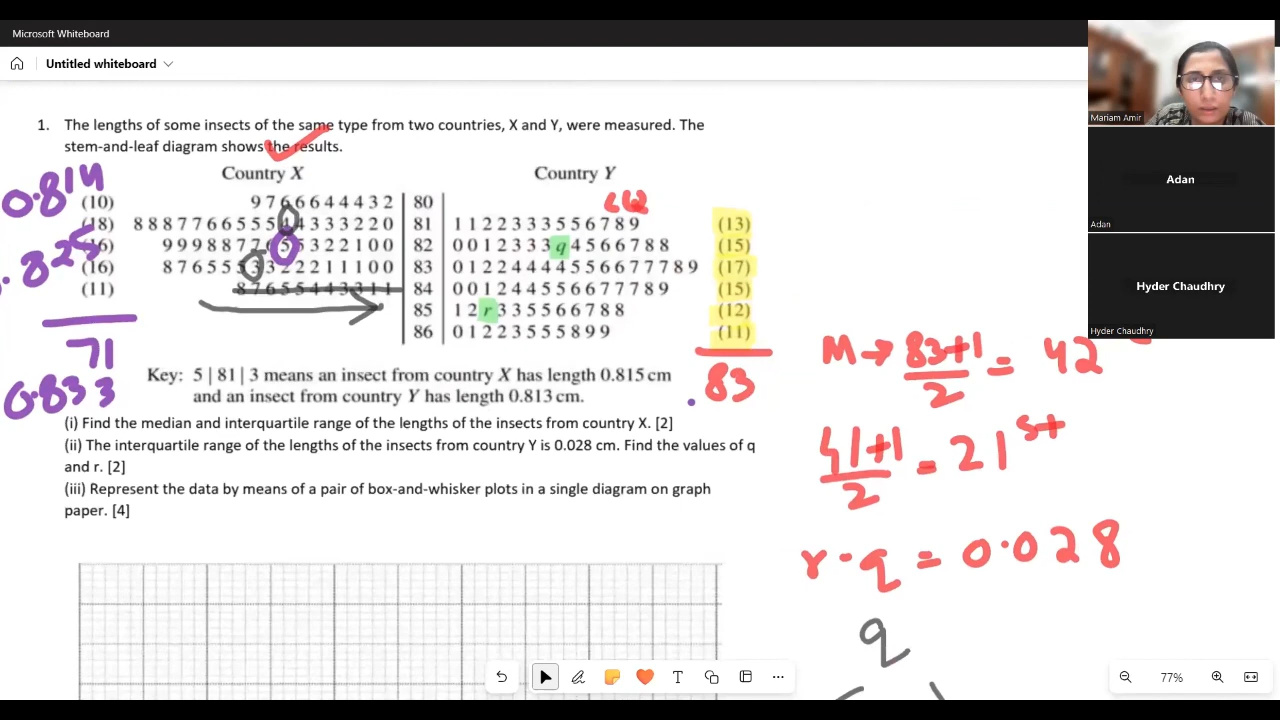 Microsoft Whiteboard
Untitled whiteboard
1. The lengths of some insects of the same type from two countries, X and Y, were measured. The
stem-and-leaf diagram shows the results.
Country X Country Y
(10) 9 7 6 6 6 4 4 4 3 2 80
(18) 8 8 8 7 7 6 6 5 5 5 4 4 3 3 3 2 2 0 81 1 1 2 2 3 3 3 5 5 6 7 8 9 (13)
(16) 9 9 9 8 8 7 7 6 5 5 3 2 2 1 0 0 82 0 0 1 2 3 3 3 q 4 5 6 6 7 8 8 (15)
(16) 8 7 6 5 5 5 3 3 2 2 2 1 1 1 0 0 83 0 1 2 2 4 4 4 4 5 5 6 6 7 7 7 8 9 (17)
(11) 8 7 6 5 5 4 4 3 3 1 1 84 0 0 1 2 4 4 5 5 6 6 7 7 7 8 9 (15)
85 1 2 r 3 3 5 5 6 6 7 8 8 (12)
86 0 1 2 2 3 5 5 5 8 9 9 (11)
0.814
.825
71
0.833
83
Key: 5 | 81 | 3 means an insect from country X has length 0.815 cm
and an insect from country Y has length 0.813 cm.
(i) Find the median and interquartile range of the lengths of the insects from country X. [2]
(ii) The interquartile range of the lengths of the insects from country Y is 0.028 cm. Find the values of q
and r. [2]
(iii) Represent the data by means of a pair of box-and-whisker plots in a single diagram on graph
paper. [4]
M → 83+1/2 = 42
41+1/2 = 21st
r - q = 0.028
q
Mariam Amir
Adan
Adan
Hyder Chaudhry
Hyder Chaudhry
77%